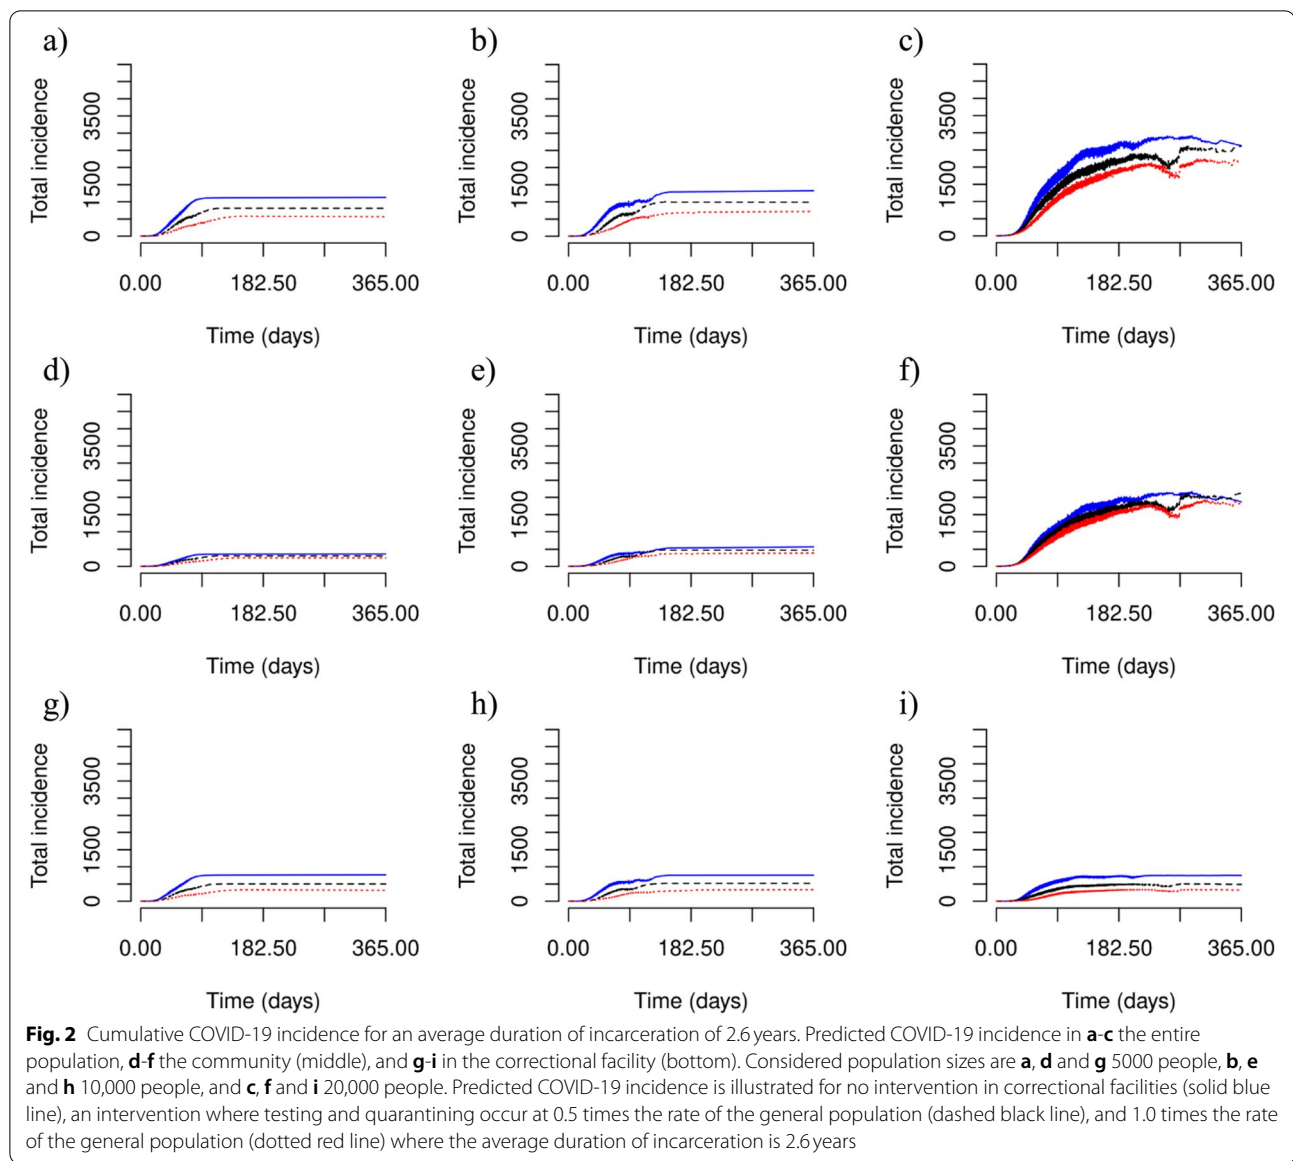 a)
b)
c)
Total incidence
0 1500 3500
0.00 182.50 365.00
Time (days)
Total incidence
0 1500 3500
0.00 182.50 365.00
Time (days)
Total incidence
0 1500 3500
0.00 182.50 365.00
Time (days)
d)
e)
f)
Total incidence
0 1500 3500
0.00 182.50 365.00
Time (days)
Total incidence
0 1500 3500
0.00 182.50 365.00
Time (days)
Total incidence
0 1500 3500
0.00 182.50 365.00
Time (days)
g)
h)
i)
Total incidence
0 1500 3500
0.00 182.50 365.00
Time (days)
Total incidence
0 1500 3500
0.00 182.50 365.00
Time (days)
Total incidence
0 1500 3500
0.00 182.50 365.00
Time (days)
Fig. 2 Cumulative COVID-19 incidence for an average duration of incarceration of 2.6 years. Predicted COVID-19 incidence in a-c the entire
population, d-f the community (middle), and g-i in the correctional facility (bottom). Considered population sizes are a, d and g 5000 people, b, e
and h 10,000 people, and c, f and i 20,000 people. Predicted COVID-19 incidence is illustrated for no intervention in correctional facilities (solid blue
line), an intervention where testing and quarantining occur at 0.5 times the rate of the general population (dashed black line), and 1.0 times the rate
of the general population (dotted red line) where the average duration of incarceration is 2.6 years